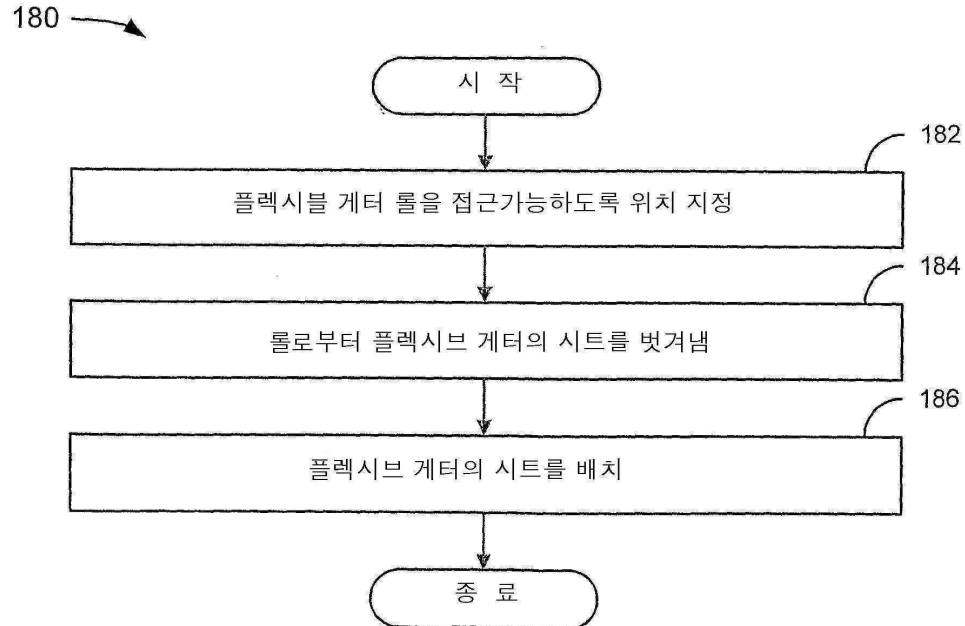 180
시 작
182
플렉시블 게터 롤을 접근가능하도록 위치 지정
184
롤로부터 플렉시브 게터의 시트를 벗겨냄
186
플렉시브 게터의 시트를 배치
종 료